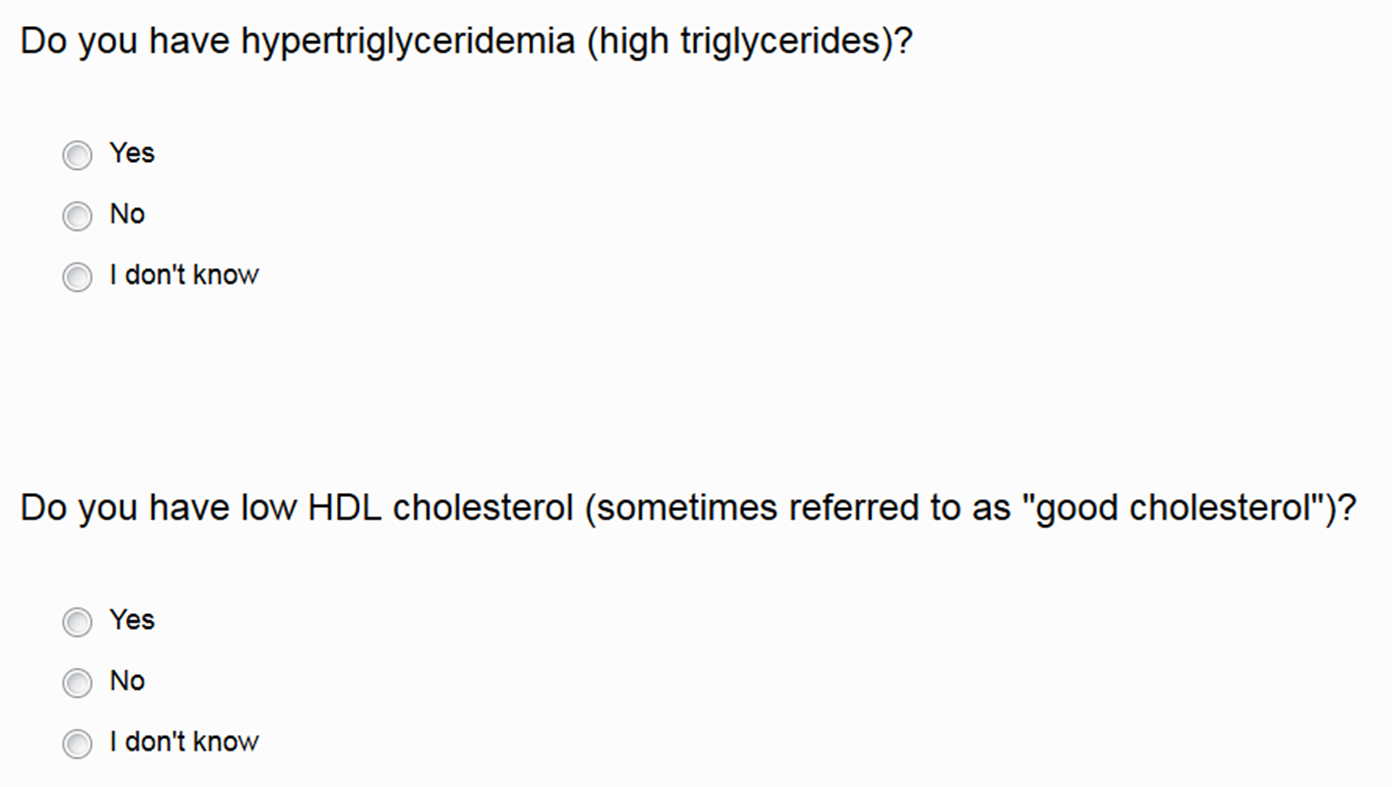 Do you have hypertriglyceridemia (high triglycerides)?
Yes
No
I don't know
Do you have low HDL cholesterol (sometimes referred to as "good cholesterol")?
Yes
No
I don't know